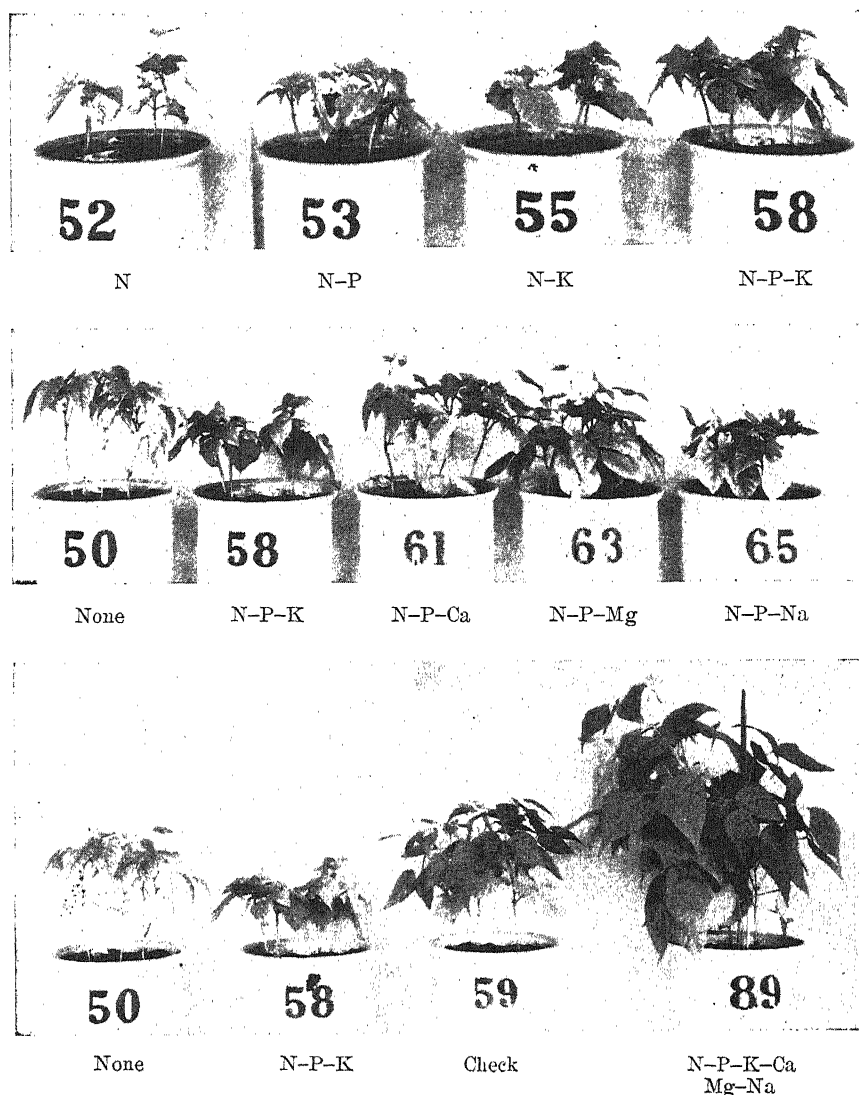 52 53 55 58
N N–P N–K N–P–K
50 58 61 63 65
None N–P–K N–P–Ca N–P–Mg N–P–Na
50 58 59 89
None N–P–K Check N–P–K–Ca
Mg–Na